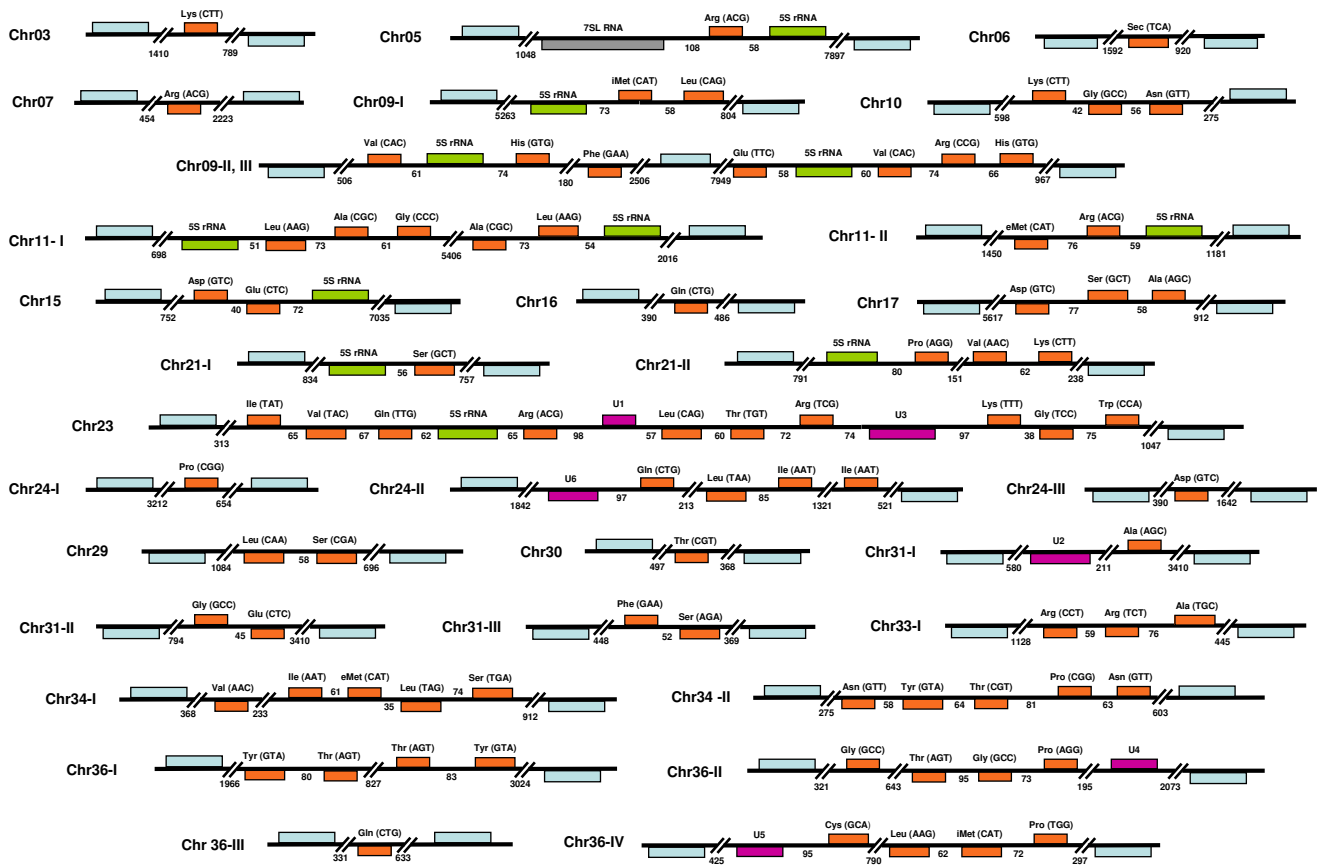 Chr03 Lys (CTT) 1410 789
Chr05 7SL RNA Arg (ACG) 5S rRNA 1048 108 58 7897
Chr06 Sec (TCA) 1592 920
Chr07 Arg (ACG) 454 2223
Chr09-I iMet (CAT) Leu (CAG) 5S rRNA 5263 73 58 804
Chr10 Lys (CTT) Gly (GCC) Asn (GTT) 598 42 56 275
Chr09-II, III Val (CAC) 5S rRNA His (GTG) Phe (GAA) Glu (TTC) 5S rRNA Val (CAC) Arg (CCG) His (GTG) 506 61 74 180 2506 7949 58 60 74 66 967
Chr11- I 5S rRNA Leu (AAG) Ala (CGC) Gly (CCC) Ala (CGC) Leu (AAG) 5S rRNA 698 51 73 61 5406 73 54 2016
Chr11- II eMet (CAT) Arg (ACG) 5S rRNA 1450 76 59 1181
Chr15 Asp (GTC) Glu (CTC) 5S rRNA 752 40 72 7035
Chr16 Gln (CTG) 390 486
Chr17 Asp (GTC) Ser (GCT) Ala (AGC) 5617 77 58 912
Chr21-I 5S rRNA Ser (GCT) 834 56 757
Chr21-II 5S rRNA Pro (AGG) Val (AAC) Lys (CTT) 791 80 151 62 238
Chr23 Ile (TAT) Val (TAC) Gln (TTG) 5S rRNA Arg (ACG) U1 Leu (CAG) Thr (TGT) Arg (TCG) U3 Lys (TTT) Gly (TCC) Trp (CCA) 313 65 67 62 65 98 57 60 72 74 97 38 75 1047
Chr24-I Pro (CGG) 3212 654
Chr24-II U6 Gln (CTG) Leu (TAA) Ile (AAT) Ile (AAT) 1842 97 213 85 1321 521
Chr24-III Asp (GTC) 390 1642
Chr29 Leu (CAA) Ser (CGA) 1084 58 696
Chr30 Thr (CGT) 497 368
Chr31-I U2 Ala (AGC) 580 211 3410
Chr31-II Gly (GCC) Glu (CTC) 794 45 3410
Chr31-III Phe (GAA) Ser (AGA) 448 52 369
Chr33-I Arg (CCT) Arg (TCT) Ala (TGC) 1128 59 76 445
Chr34-I Val (AAC) Ile (AAT) eMet (CAT) Leu (TAG) Ser (TGA) 368 233 61 35 74 912
Chr34 -II Asn (GTT) Tyr (GTA) Thr (CGT) Pro (CGG) Asn (GTT) 275 58 64 81 63 603
Chr36-I Tyr (GTA) Thr (AGT) Thr (AGT) Tyr (GTA) 1966 80 827 83 3024
Chr36-II Gly (GCC) Thr (AGT) Gly (GCC) Pro (AGG) U4 321 643 95 73 195 2073
Chr 36-III Gln (CTG) 331 633
Chr36-IV U5 Cys (GCA) Leu (AAG) iMet (CAT) Pro (TGG) 425 95 790 62 72 297